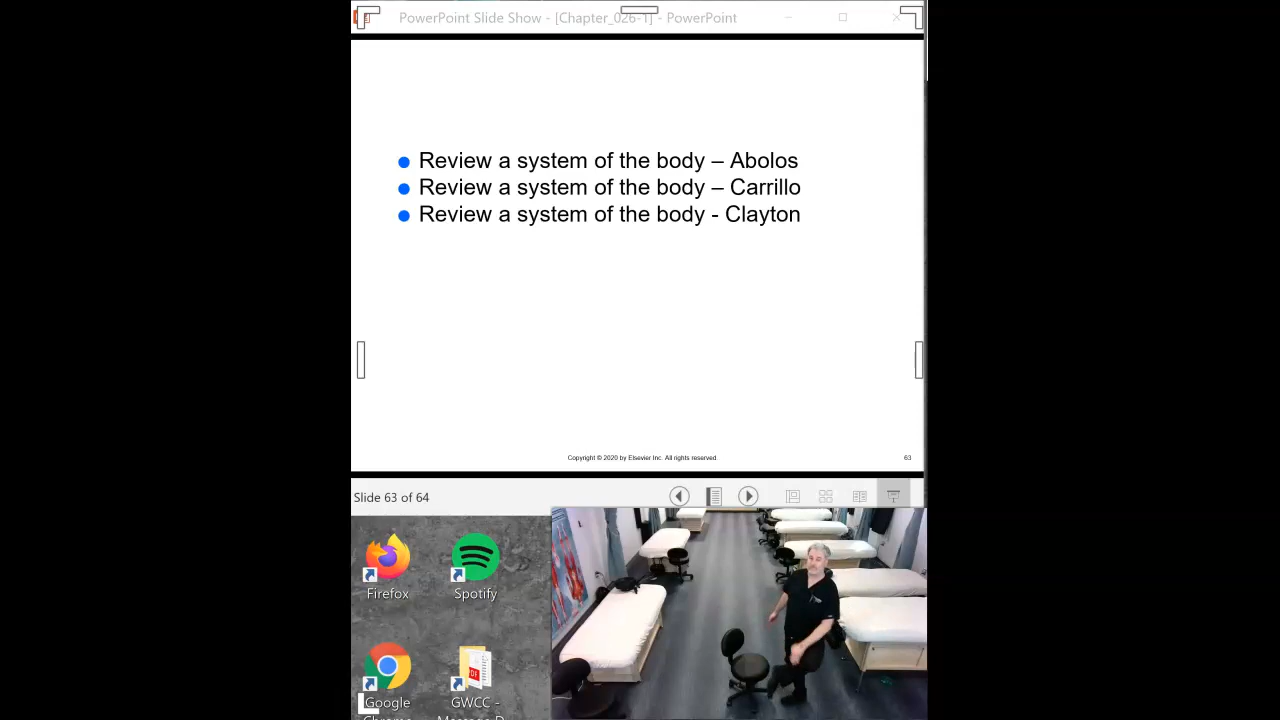 PowerPoint Slide Show - [Chapter_026-1] - PowerPoint
Review a system of the body – Abolos
Review a system of the body – Carrillo
Review a system of the body - Clayton
Copyright © 2020 by Elsevier Inc. All rights reserved.
63
Slide 63 of 64
Firefox
Spotify
Google
GWCC -